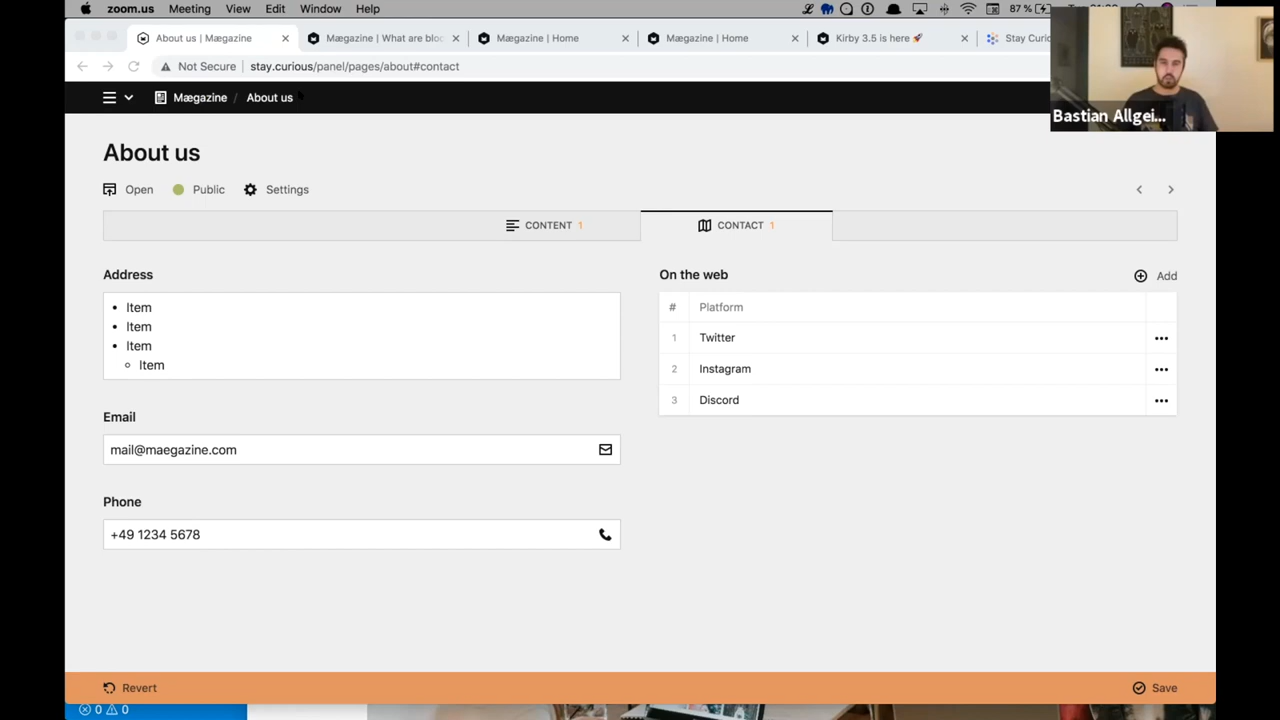 zoom.us Meeting View Edit Window Help 87 %
About us | Mægazine Mægazine | What are bloc Mægazine | Home Mægazine | Home Kirby 3.5 is here 🚀 Stay Curio
Not Secure | stay.curious/panel/pages/about#contact
Mægazine / About us
Bastian Allgei...
About us
Open Public Settings
CONTENT 1 CONTACT 1
Address
Item
Item
Item
Item
Email
mail@maegazine.com
Phone
+49 1234 5678
On the web Add
# Platform
1 Twitter
2 Instagram
3 Discord
Revert Save
0 0